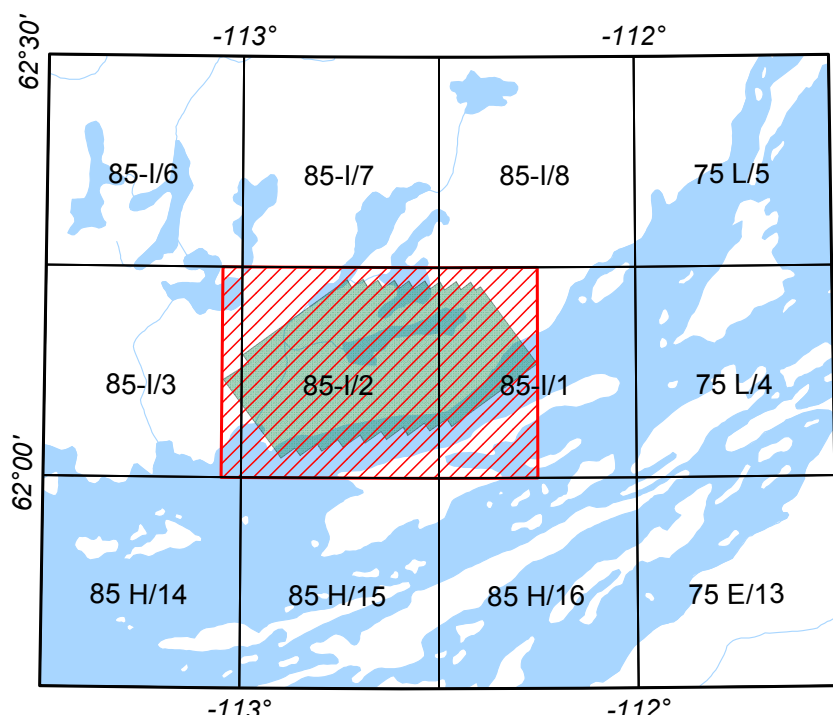 -113° -112°
62°30'
85-I/6 85-I/7 85-I/8 75 L/5
85-I/3 85-I/2 85-I/1 75 L/4
62°00'
85 H/14 85 H/15 85 H/16 75 E/13
-113° -112°